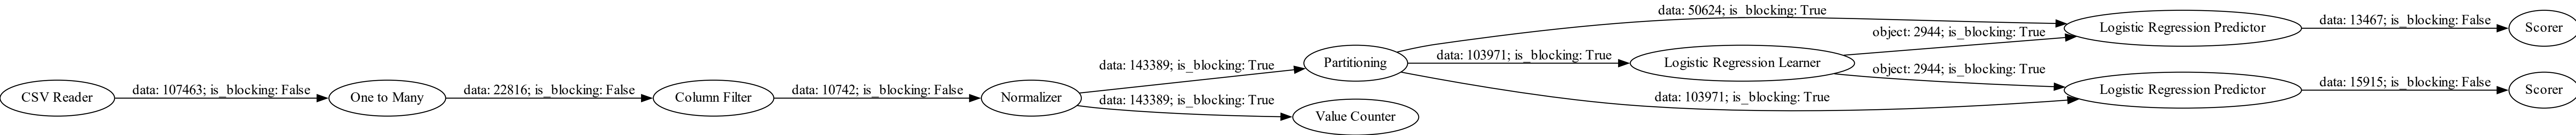 data: 50624; is_blocking: True
Logistic Regression Predictor
data: 13467; is_blocking: False
Scorer
object: 2944; is_blocking: True
data: 143389; is_blocking: True
Partitioning
data: 103971; is_blocking: True
Logistic Regression Learner
object: 2944; is_blocking: True
CSV Reader
data: 107463; is_blocking: False
One to Many
data: 22816; is_blocking: False
Column Filter
data: 10742; is_blocking: False
Normalizer
data: 143389; is_blocking: True
Value Counter
data: 103971; is_blocking: True
Logistic Regression Predictor
data: 15915; is_blocking: False
Scorer